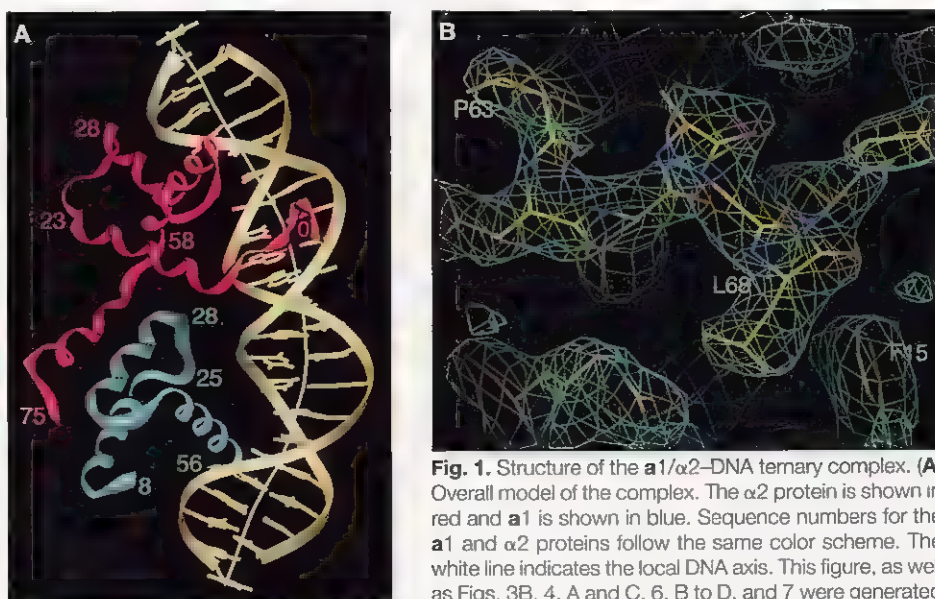 A
28
23
58
0
28
25
75
56
8
B
P63
L69
F15
Fig. 1. Structure of the a1/α2–DNA ternary complex. (A)
Overall model of the complex. The α2 protein is shown in
red and a1 is shown in blue. Sequence numbers for the
a1 and α2 proteins follow the same color scheme. The
white line indicates the local DNA axis. This figure, as well
as Figs. 3B, 4, A and C, 6, B to D, and 7 were generated